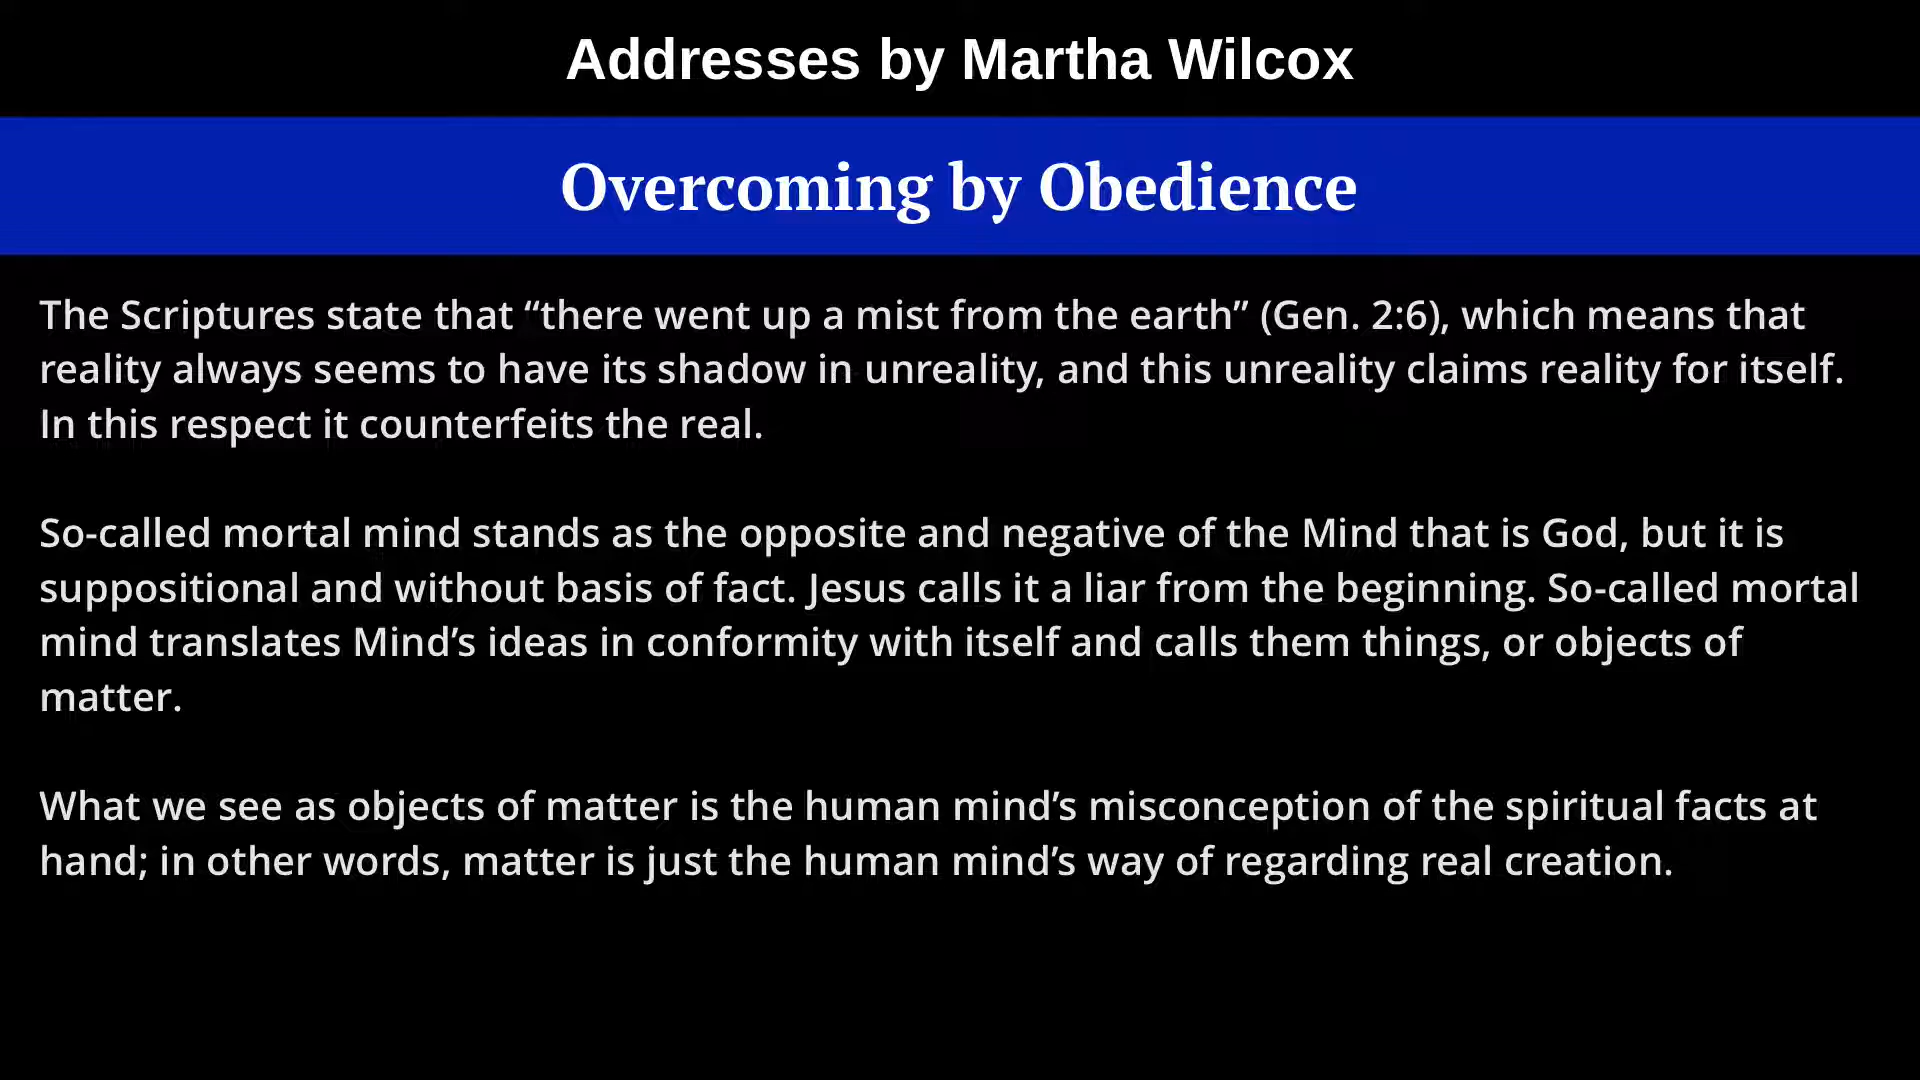 Addresses by Martha Wilcox
Overcoming by Obedience
The Scriptures state that “there went up a mist from the earth” (Gen. 2:6), which means that
reality always seems to have its shadow in unreality, and this unreality claims reality for itself.
In this respect it counterfeits the real.
So-called mortal mind stands as the opposite and negative of the Mind that is God, but it is
suppositional and without basis of fact. Jesus calls it a liar from the beginning. So-called mortal
mind translates Mind’s ideas in conformity with itself and calls them things, or objects of
matter.
What we see as objects of matter is the human mind’s misconception of the spiritual facts at
hand; in other words, matter is just the human mind’s way of regarding real creation.